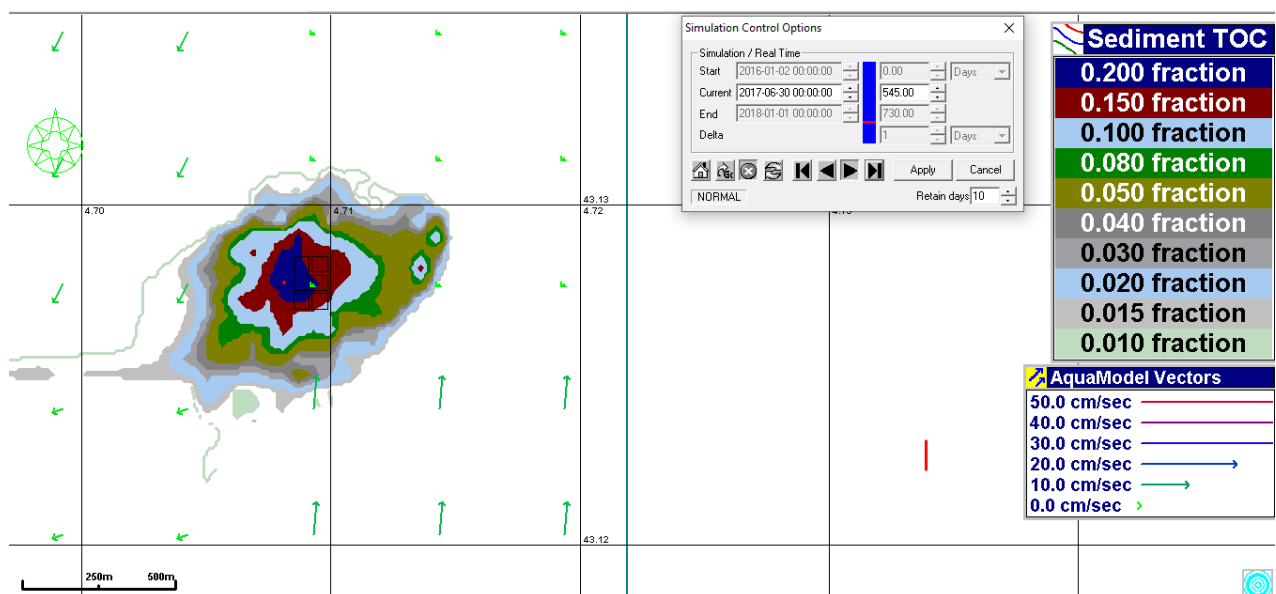 Simulation Control Options
Simulation / Real Time
Start 2016-01-02 00:00:00 0.00 Days
Current 2017-06-30 00:00:00 545.00
End 2018-01-01 00:00:00 730.00
Delta 1 Days
Apply Cancel
NORMAL Retain days 10
Sediment TOC
0.200 fraction
0.150 fraction
0.100 fraction
0.080 fraction
0.050 fraction
0.040 fraction
0.030 fraction
0.020 fraction
0.015 fraction
0.010 fraction
AquaModel Vectors
50.0 cm/sec
40.0 cm/sec
30.0 cm/sec
20.0 cm/sec
10.0 cm/sec
0.0 cm/sec
43.13
4.70 4.71 4.72
43.12
250m 500m